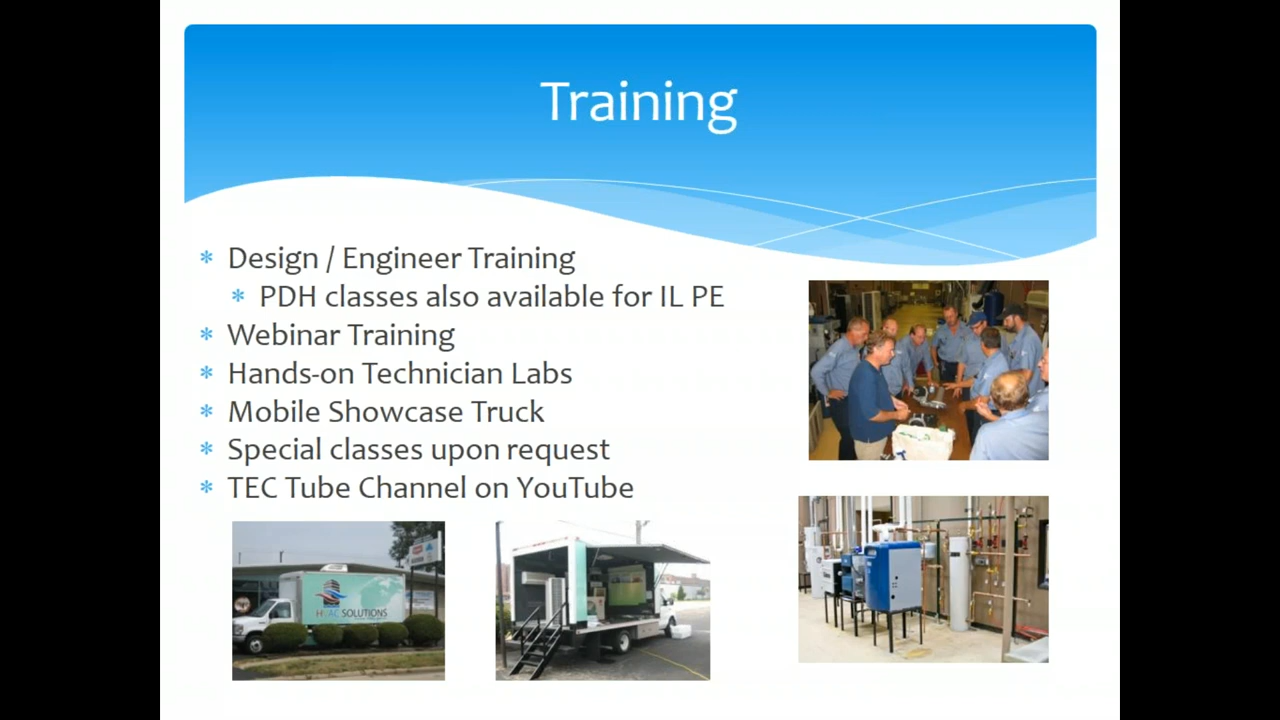 Training
* Design / Engineer Training
* PDH classes also available for IL PE
* Webinar Training
* Hands-on Technician Labs
* Mobile Showcase Truck
* Special classes upon request
* TEC Tube Channel on YouTube
HVAC SOLUTIONS